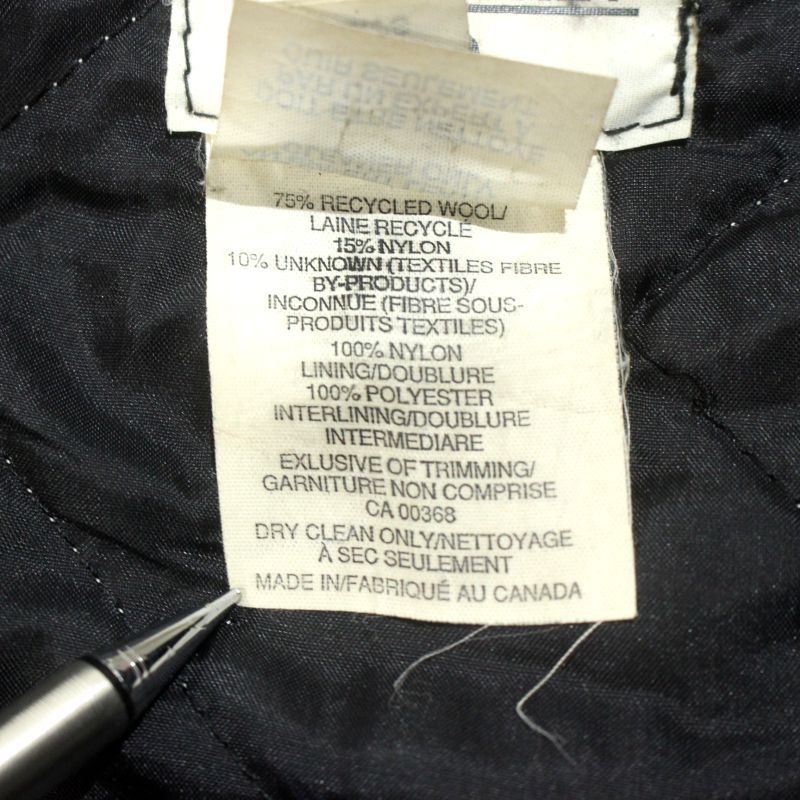 75% RECYCLED WOOL/
LAINE RECYCLÉ
15% NYLON
10% UNKNOWN (TEXTILES FIBRE
BY-PRODUCTS)/
INCONNUE (FIBRE SOUS-
PRODUITS TEXTILES)
100% NYLON
LINING/DOUBLURE
100% POLYESTER
INTERLINING/DOUBLURE
INTERMEDIARE
EXLUSIVE OF TRIMMING/
GARNITURE NON COMPRISE
CA 00368
DRY CLEAN ONLY/NETTOYAGE
À SEC SEULEMENT
MADE IN/FABRIQUÉ AU CANADA